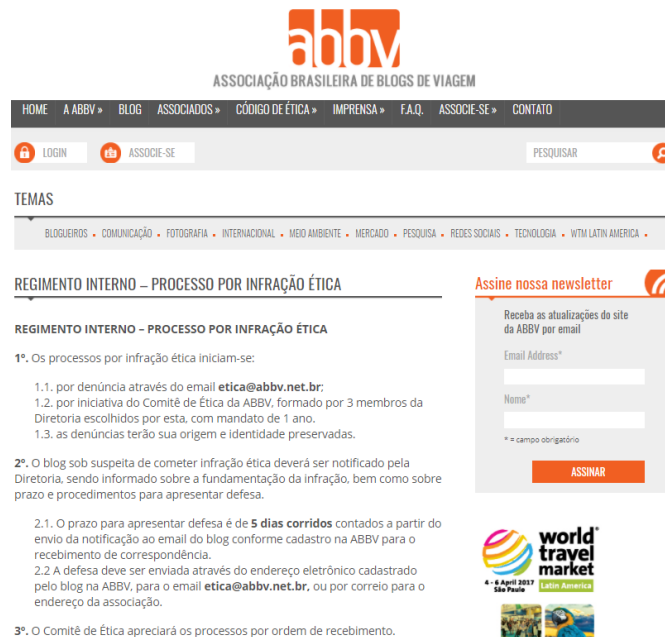 abbv
ASSOCIAÇÃO BRASILEIRA DE BLOGS DE VIAGEM
HOME A ABBV » BLOG ASSOCIADOS » CÓDIGO DE ÉTICA » IMPRENSA » F.A.Q. ASSOCIE-SE » CONTATO
LOGIN ASSOCIE-SE PESQUISAR
TEMAS
BLOGUEIROS • COMUNICAÇÃO • FOTOGRAFIA • INTERNACIONAL • MEIO AMBIENTE • MERCADO • PESQUISA • REDES SOCIAIS • TECNOLOGIA • WTM LATIN AMERICA •
REGIMENTO INTERNO – PROCESSO POR INFRAÇÃO ÉTICA
REGIMENTO INTERNO – PROCESSO POR INFRAÇÃO ÉTICA
1º. Os processos por infração ética iniciam-se:
1.1. por denúncia através do email etica@abbv.net.br;
1.2. por iniciativa do Comitê de Ética da ABBV, formado por 3 membros da
Diretoria escolhidos por esta, com mandato de 1 ano.
1.3. as denúncias terão sua origem e identidade preservadas.
2º. O blog sob suspeita de cometer infração ética deverá ser notificado pela
Diretoria, sendo informado sobre a fundamentação da infração, bem como sobre
prazo e procedimentos para apresentar defesa.
2.1. O prazo para apresentar defesa é de 5 dias corridos contados a partir do
envio da notificação ao email do blog conforme cadastro na ABBV para o
recebimento de correspondência.
2.2 A defesa deve ser enviada através do endereço eletrônico cadastrado
pelo blog na ABBV, para o email etica@abbv.net.br, ou por correio para o
endereço da associação.
3º. O Comitê de Ética apreciará os processos por ordem de recebimento.
Assine nossa newsletter
Receba as atualizações do site
da ABBV por email
Email Address*
Nome*
* = campo obrigatório
ASSINAR
world
travel
market
4 - 6 April 2017
São Paulo
Latin America